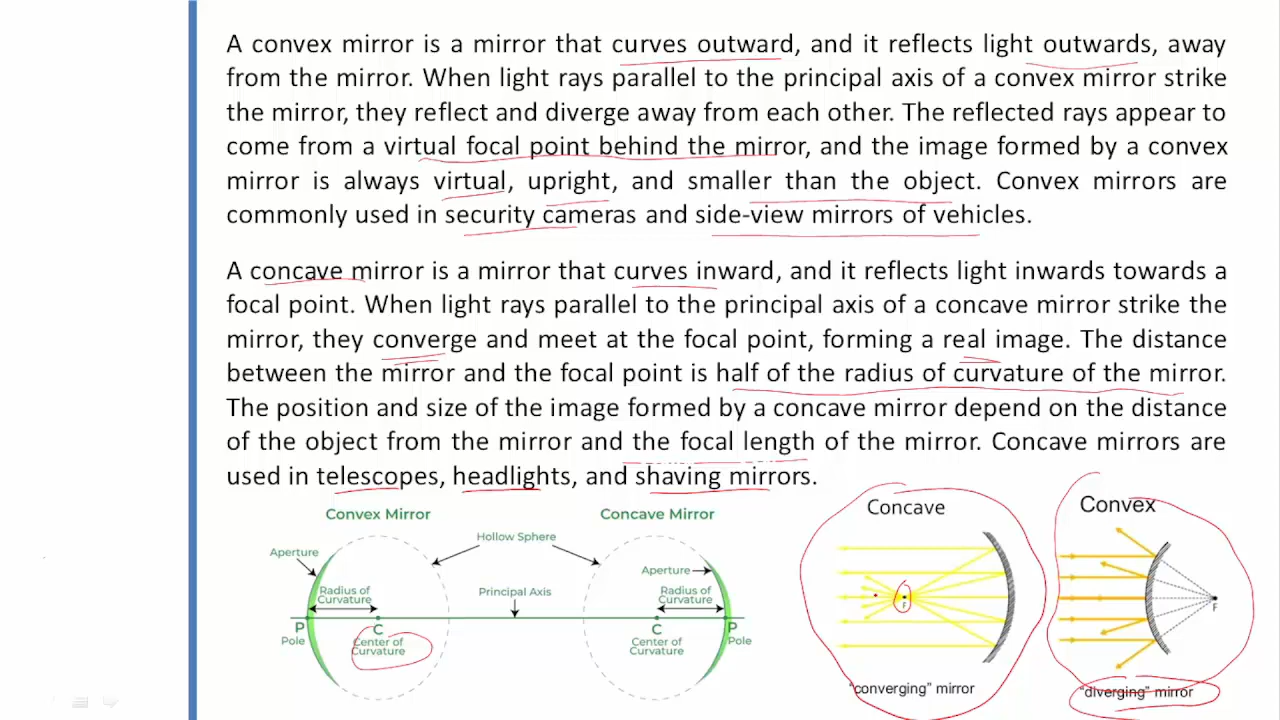 A convex mirror is a mirror that curves outward, and it reflects light outwards, away
from the mirror. When light rays parallel to the principal axis of a convex mirror strike
the mirror, they reflect and diverge away from each other. The reflected rays appear to
come from a virtual focal point behind the mirror, and the image formed by a convex
mirror is always virtual, upright, and smaller than the object. Convex mirrors are
commonly used in security cameras and side-view mirrors of vehicles.
A concave mirror is a mirror that curves inward, and it reflects light inwards towards a
focal point. When light rays parallel to the principal axis of a concave mirror strike the
mirror, they converge and meet at the focal point, forming a real image. The distance
between the mirror and the focal point is half of the radius of curvature of the mirror.
The position and size of the image formed by a concave mirror depend on the distance
of the object from the mirror and the focal length of the mirror. Concave mirrors are
used in telescopes, headlights, and shaving mirrors.
Convex Mirror
Concave Mirror
Hollow Sphere
Aperture
Aperture
Radius of
Curvature
Principal Axis
Radius of
Curvature
P
Pole
C
Center of
Curvature
C
Center of
Curvature
P
Pole
Concave
F
"converging" mirror
Convex
F
"diverging" mirror